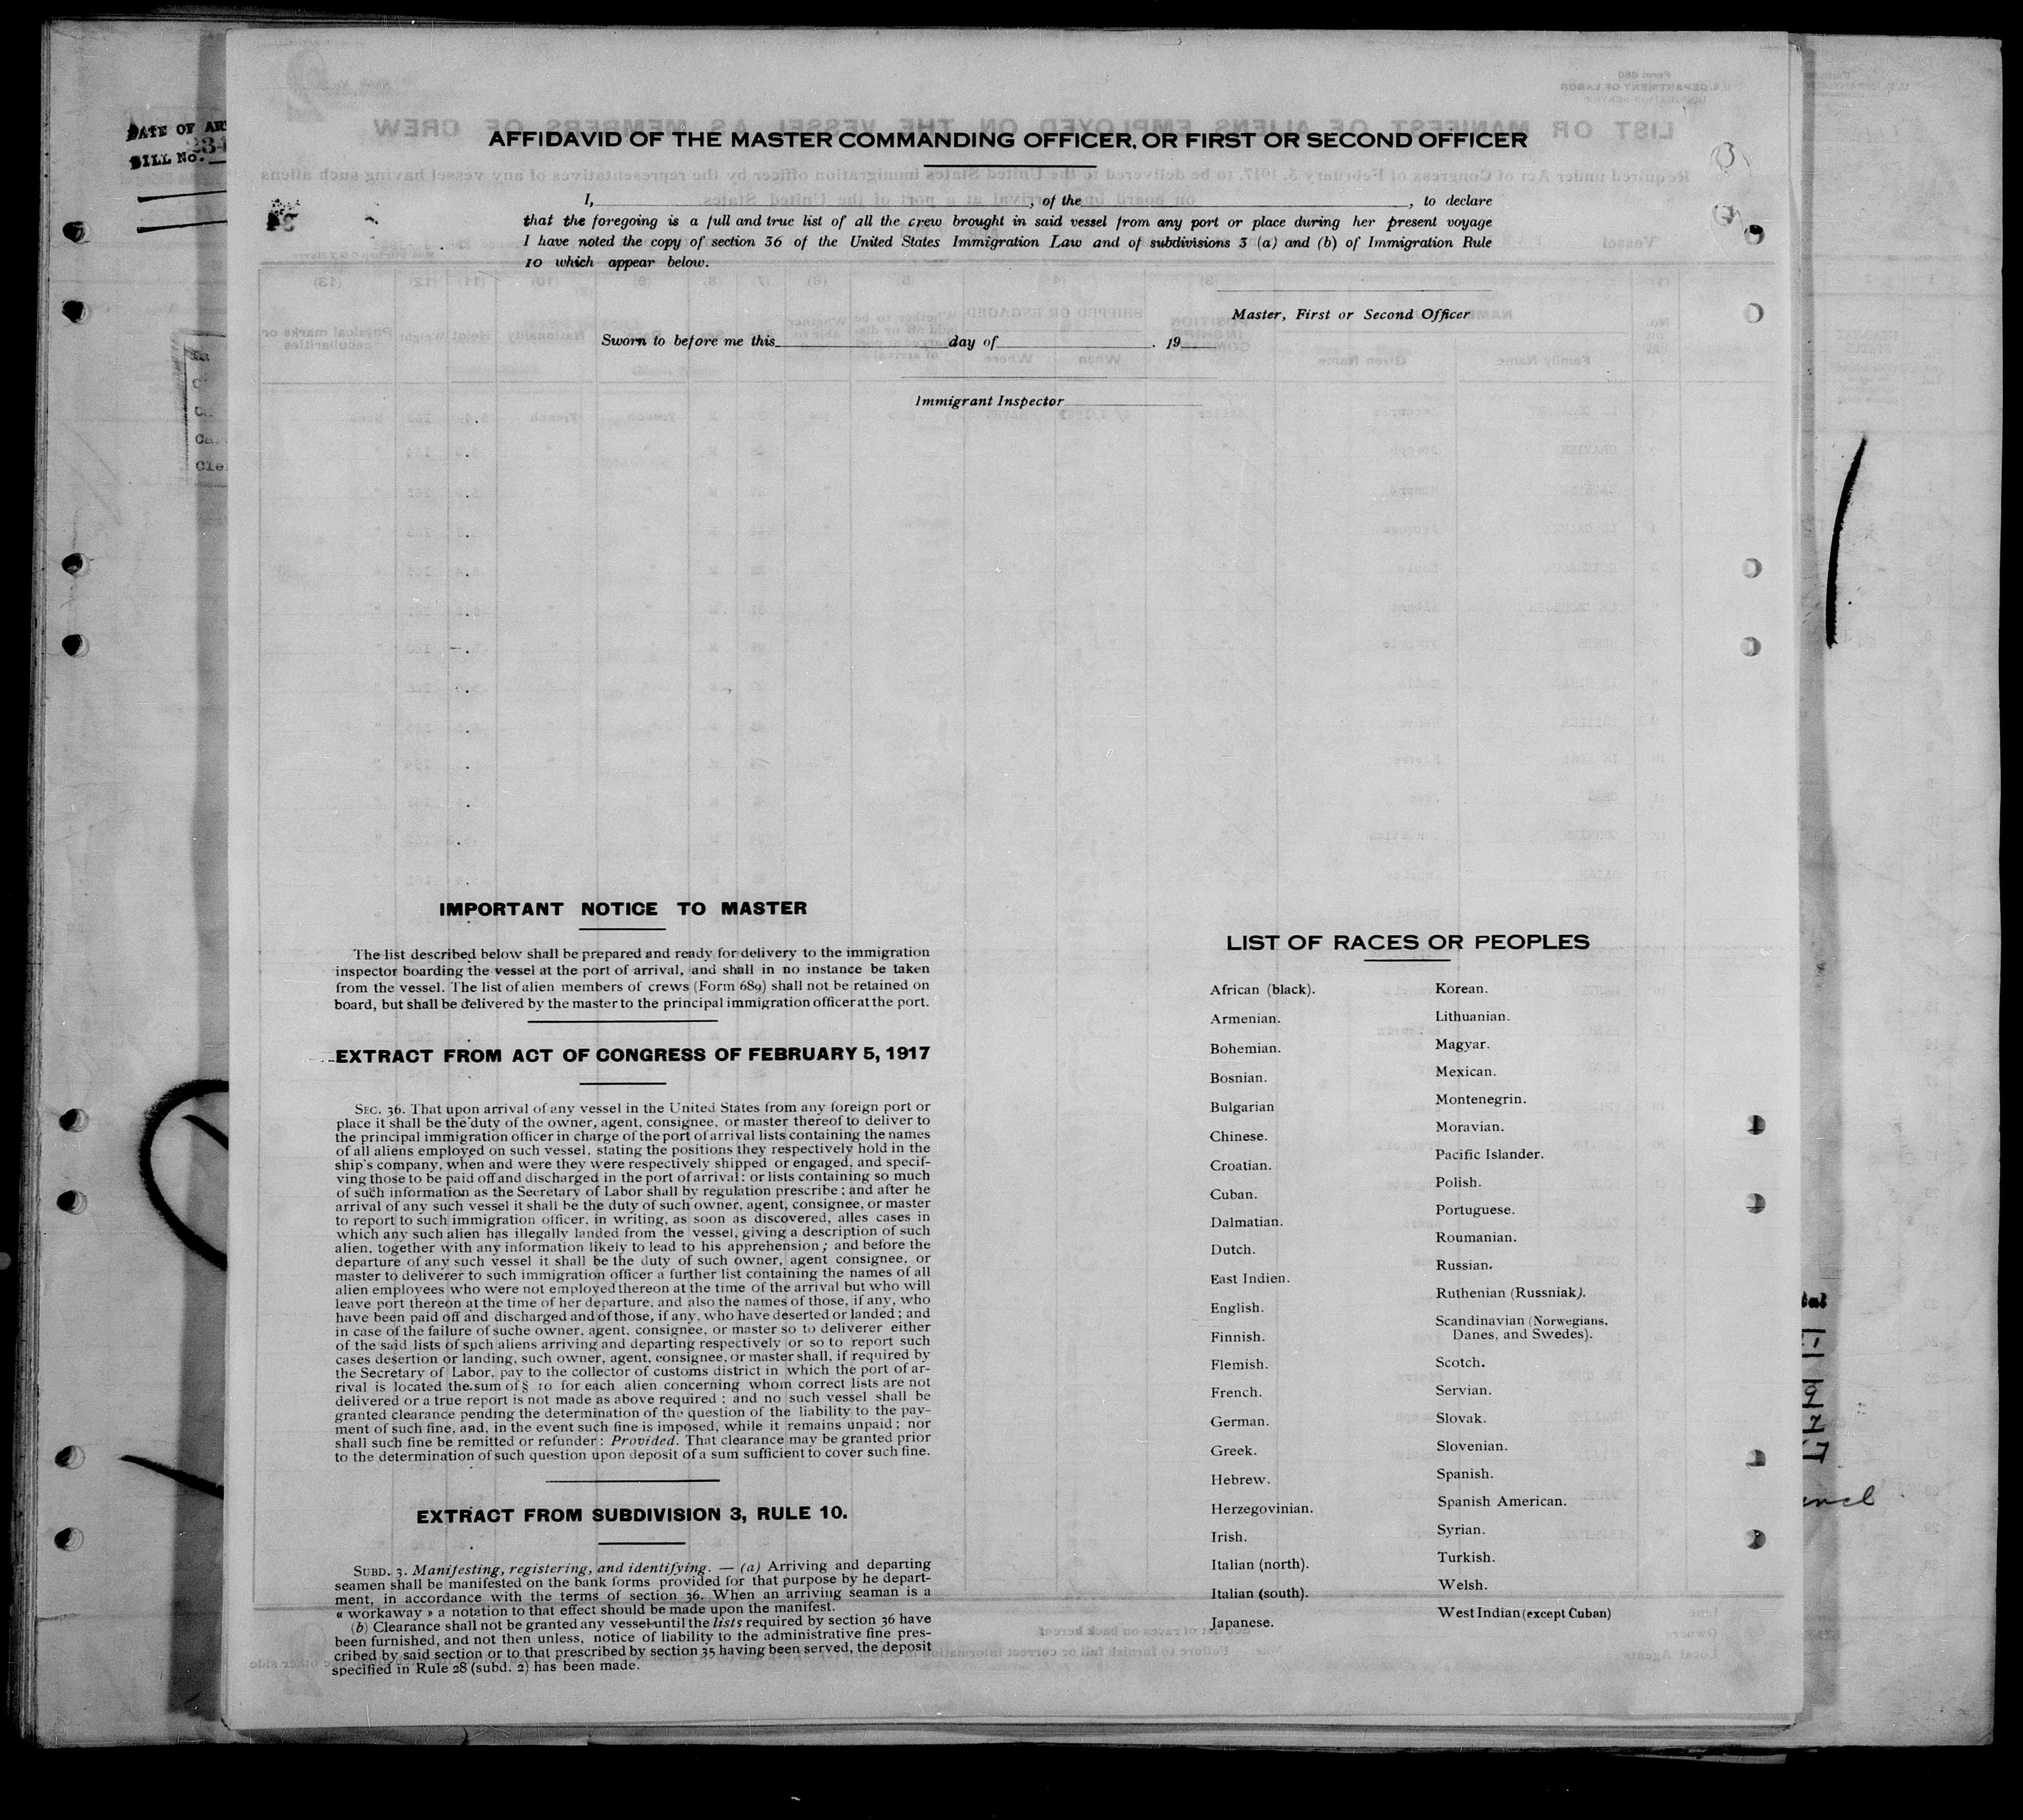 DATE OF AR
BILL No.
AFFIDAVID OF THE MASTER COMMANDING OFFICER, OR FIRST OR SECOND OFFICER
I, , of the , to declare
that the foregoing is a full and true list of all the crew brought in said vessel from any port or place during her present voyage
I have noted the copy of section 36 of the United States Immigration Law and of subdivisions 3 (a) and (b) of Immigration Rule
10 which appear below.
Master, First or Second Officer
Sworn to before me this day of . 19
Immigrant Inspector
IMPORTANT NOTICE TO MASTER
The list described below shall be prepared and ready for delivery to the immigration
inspector boarding the vessel at the port of arrival, and shall in no instance be taken
from the vessel. The list of alien members of crews (Form 689) shall not be retained on
board, but shall be delivered by the master to the principal immigration officer at the port.
EXTRACT FROM ACT OF CONGRESS OF FEBRUARY 5, 1917
SEC. 36. That upon arrival of any vessel in the United States from any foreign port or
place it shall be the duty of the owner, agent, consignee, or master thereof to deliver to
the principal immigration officer in charge of the port of arrival lists containing the names
of all aliens employed on such vessel, stating the positions they respectively hold in the
ship's company, when and were they were respectively shipped or engaged, and specif-
ving those to be paid off and discharged in the port of arrival: or lists containing so much
of such information as the Secretary of Labor shall by regulation prescribe ; and after he
arrival of any such vessel it shall be the duty of such owner, agent, consignee, or master
to report to such immigration officer, in writing, as soon as discovered, alles cases in
which any such alien has illegally landed from the vessel, giving a description of such
alien, together with any information likely to lead to his apprehension ; and before the
departure of any such vessel it shall be the duty of such owner, agent consignee, or
master to deliverer to such immigration officer a further list containing the names of all
alien employees who were not employed thereon at the time of the arrival but who will
leave port thereon at the time of her departure, and also the names of those, if any, who
have been paid off and discharged and of those, if any, who have deserted or landed ; and
in case of the failure of suche owner, agent, consignee, or master so to deliverer either
of the said lists of such aliens arriving and departing respectively or so to report such
cases desertion or landing, such owner, agent, consignee, or master shall, if required by
the Secretary of Labor, pay to the collector of customs district in which the port of ar-
rival is located the sum of § 10 for each alien concerning whom correct lists are not
delivered or a true report is not made as above required ; and no such vessel shall be
granted clearance pending the determination of the question of the liability to the pay-
ment of such fine, and, in the event such fine is imposed, while it remains unpaid ; nor
shall such fine be remitted or refunder : Provided. That clearance may be granted prior
to the determination of such question upon deposit of a sum sufficient to cover such fine.
EXTRACT FROM SUBDIVISION 3, RULE 10.
SUBD. 3. Manifesting, registering, and identifying. — (a) Arriving and departing
seamen shall be manifested on the bank forms provided for that purpose by he depart-
ment, in accordance with the terms of section 36. When an arriving seaman is a
« workaway » a notation to that effect should be made upon the manifest.
(b) Clearance shall not be granted any vessel until the lists required by section 36 have
been furnished, and not then unless, notice of liability to the administrative fine pres-
cribed by said section or to that prescribed by section 35 having been served, the deposit
specified in Rule 28 (subd. 2) has been made.
LIST OF RACES OR PEOPLES
African (black).
Armenian.
Bohemian.
Bosnian.
Bulgarian
Chinese.
Croatian.
Cuban.
Dalmatian.
Dutch.
East Indien.
English.
Finnish.
Flemish.
French.
German.
Greek.
Hebrew.
Herzegovinian.
Irish.
Italian (north).
Italian (south).
Japanese.
Korean.
Lithuanian.
Magyar.
Mexican.
Montenegrin.
Moravian.
Pacific Islander.
Polish.
Portuguese.
Roumanian.
Russian.
Ruthenian (Russniak).
Scandinavian (Norwegians,
Danes, and Swedes).
Scotch.
Servian.
Slovak.
Slovenian.
Spanish.
Spanish American.
Syrian.
Turkish.
Welsh.
West Indian (except Cuban)